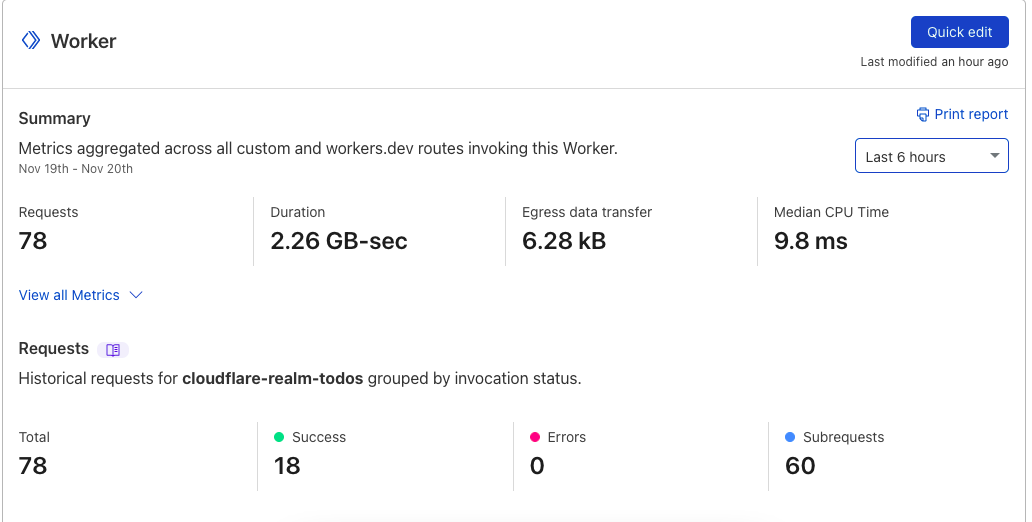 Worker
Quick edit
Last modified an hour ago
Summary
Print report
Metrics aggregated across all custom and workers.dev routes invoking this Worker.
Nov 19th - Nov 20th
Last 6 hours
Requests
78
Duration
2.26 GB-sec
Egress data transfer
6.28 kB
Median CPU Time
9.8 ms
View all Metrics
Requests
Historical requests for cloudflare-realm-todos grouped by invocation status.
Total
78
Success
18
Errors
0
Subrequests
60